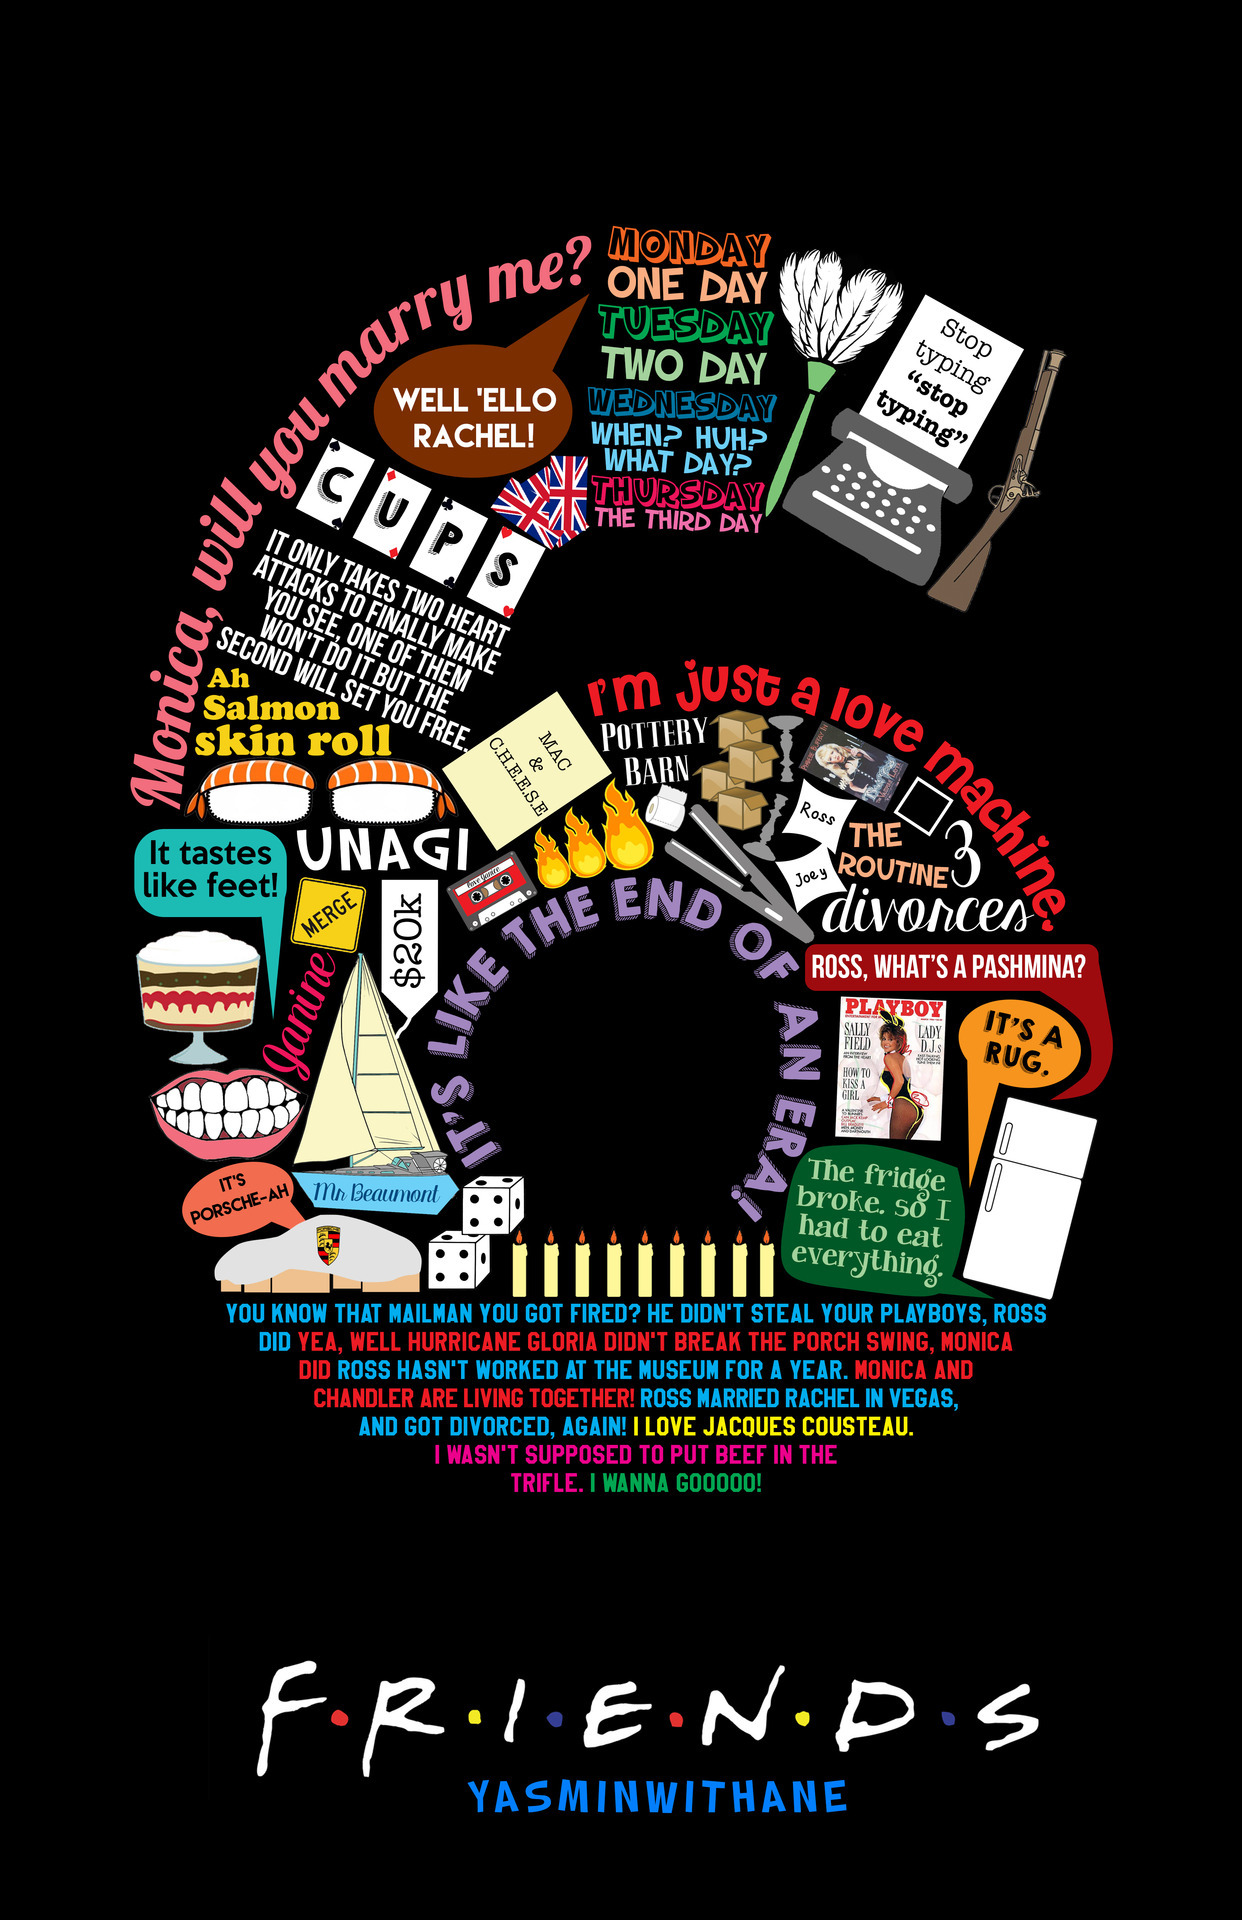 Monica, will you marry me?
MONDAY
ONE DAY
TUESDAY
TWO DAY
WEDNESDAY
WHEN? HUH?
WHAT DAY?
THURSDAY
THE THIRD DAY
WELL 'ELLO
RACHEL!
Stop
typing
“stop
typing”
CUPS
IT ONLY TAKES TWO HEART
ATTACKS TO FINALLY MAKE
YOU SEE, ONE OF THEM
WON'T DO IT BUT THE
SECOND WILL SET YOU FREE.
Ah
Salmon
skin roll
UNAGI
MAC
&
C.H.E.E.S.E
I'm just a love machine.
POTTERY
BARN
Ross
Joey
THE
ROUTINE
3
divorces
It tastes
like feet!
MERGE
$20k
Janine
IT'S LIKE THE END OF AN ERA!
ROSS, WHAT'S A PASHMINA?
PLAYBOY
SALLY
FIELD
LADY
D.J.s
HOW TO
KISS A
GIRL
IT'S A
RUG.
The fridge
broke. so I
had to eat
everything.
IT'S
PORSCHE-AH
Mr Beaumont
YOU KNOW THAT MAILMAN YOU GOT FIRED? HE DIDN'T STEAL YOUR PLAYBOYS, ROSS
DID YEA, WELL HURRICANE GLORIA DIDN'T BREAK THE PORCH SWING, MONICA
DID ROSS HASN'T WORKED AT THE MUSEUM FOR A YEAR. MONICA AND
CHANDLER ARE LIVING TOGETHER! ROSS MARRIED RACHEL IN VEGAS,
AND GOT DIVORCED, AGAIN! I LOVE JACQUES COUSTEAU.
I WASN'T SUPPOSED TO PUT BEEF IN THE
TRIFLE. I WANNA GOOOOO!
F•R•I•E•N•D•S
YASMINWITHANE